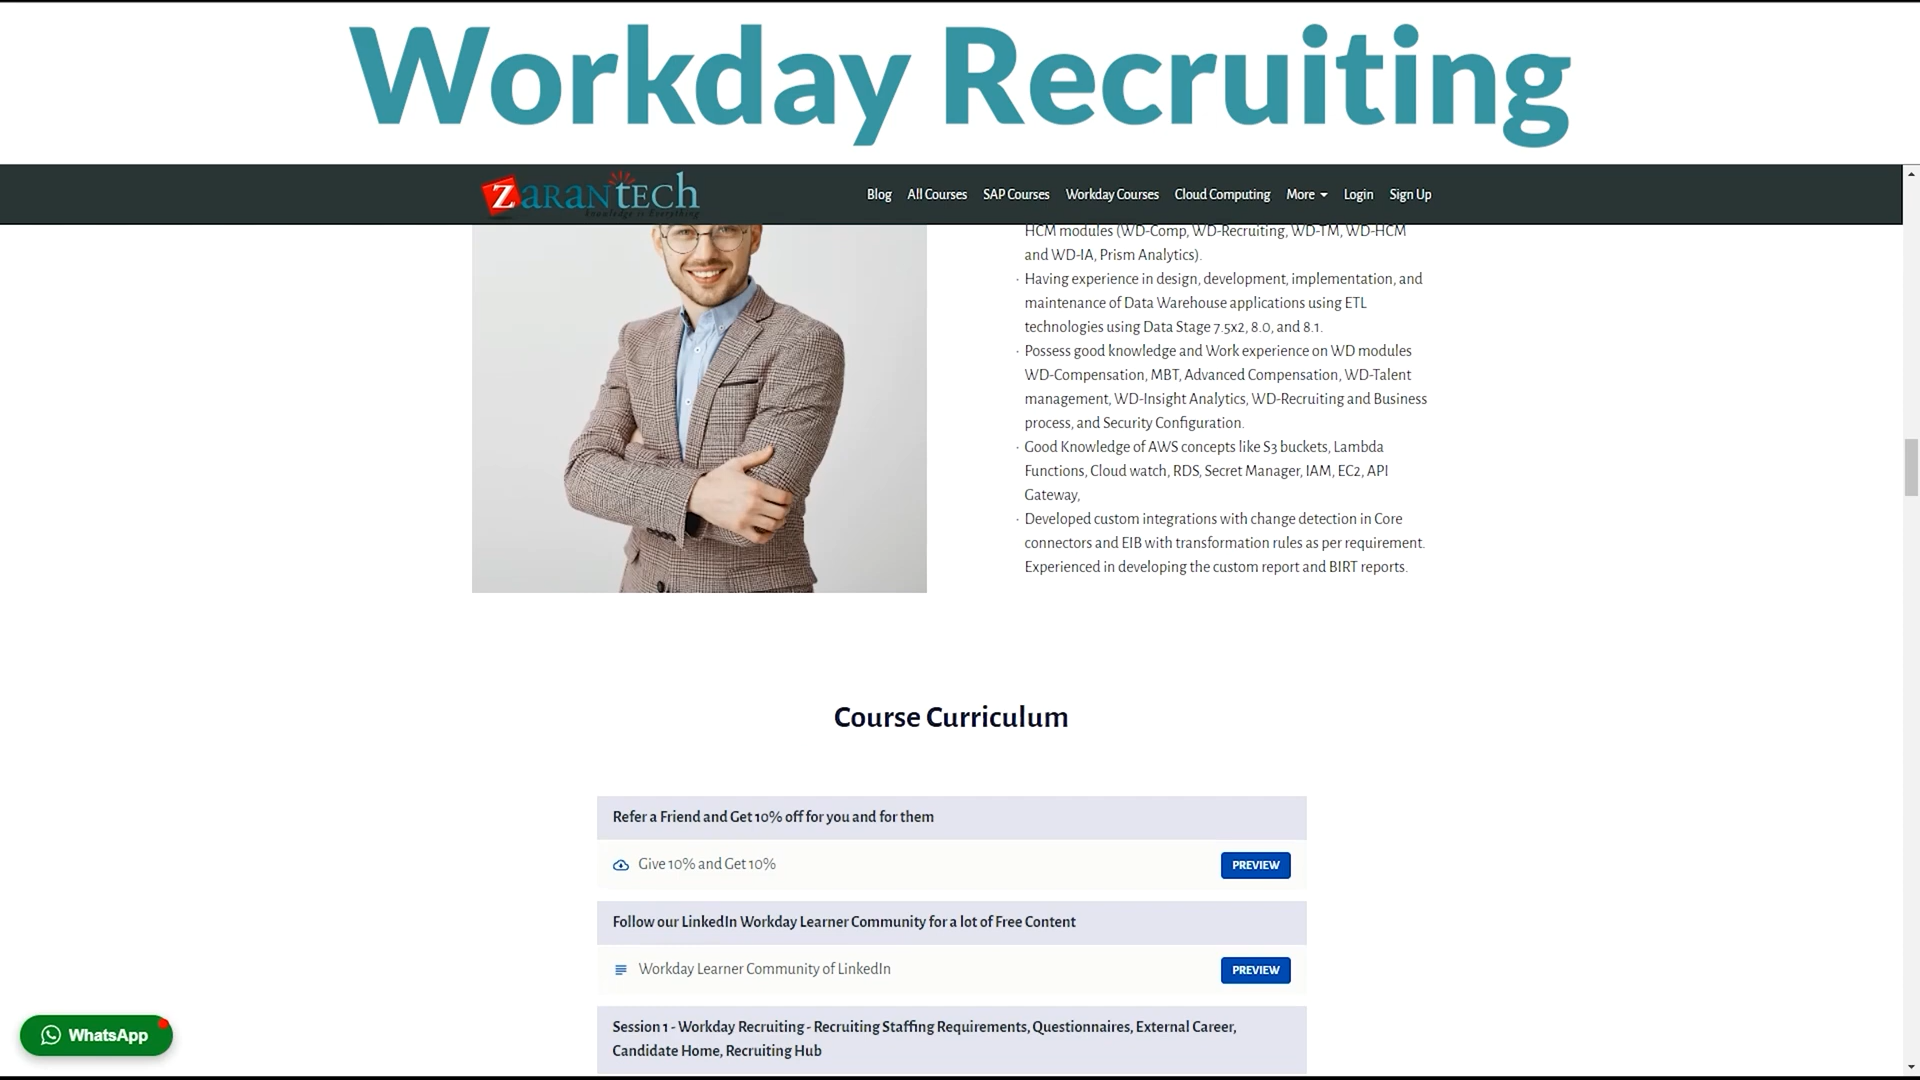 Workday Recruiting
ZARANTECH
Knowledge is Everything
Blog All Courses SAP Courses Workday Courses Cloud Computing More Login Sign Up
HCM modules (WD-Comp, WD-Recruiting, WD-TM, WD-HCM
and WD-IA, Prism Analytics).
· Having experience in design, development, implementation, and
maintenance of Data Warehouse applications using ETL
technologies using Data Stage 7.5x2, 8.0, and 8.1.
· Possess good knowledge and Work experience on WD modules
WD-Compensation, MBT, Advanced Compensation, WD-Talent
management, WD-Insight Analytics, WD-Recruiting and Business
process, and Security Configuration.
· Good Knowledge of AWS concepts like S3 buckets, Lambda
Functions, Cloud watch, RDS, Secret Manager, IAM, EC2, API
Gateway,
· Developed custom integrations with change detection in Core
connectors and EIB with transformation rules as per requirement.
Experienced in developing the custom report and BIRT reports.
Course Curriculum
Refer a Friend and Get 10% off for you and for them
Give 10% and Get 10% PREVIEW
Follow our LinkedIn Workday Learner Community for a lot of Free Content
Workday Learner Community of LinkedIn PREVIEW
Session 1 - Workday Recruiting - Recruiting Staffing Requirements, Questionnaires, External Career,
Candidate Home, Recruiting Hub
WhatsApp